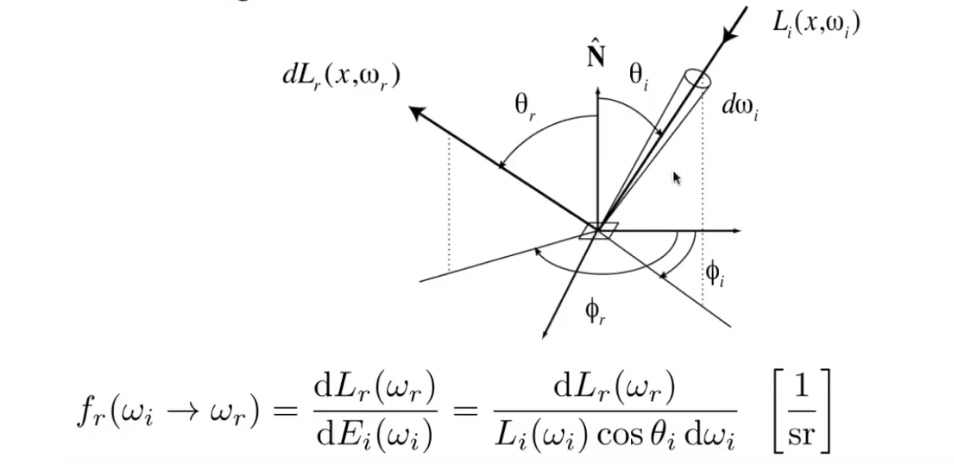 L_i(x,ω_i)
N̂
dL_r(x,ω_r)
θ_r
θ_i
dω_i
ϕ_i
ϕ_r
f_r(ω_i → ω_r) = dL_r(ω_r) / dE_i(ω_i) = dL_r(ω_r) / L_i(ω_i) cos θ_i dω_i [1/sr]